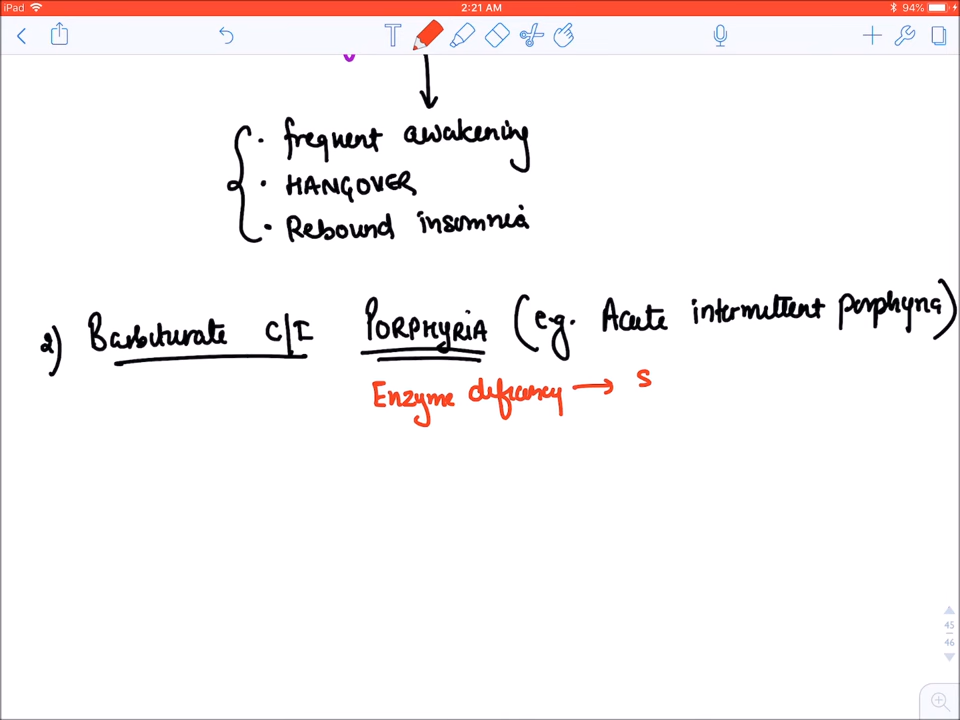 iPad 2:21 AM 94%
T
· frequent awakening
· HANGOVER
· Rebound insomnia
2) Barbiturate C/I PORPHYRIA (e.g. Acute intermittent porphyria)
Enzyme deficiency → s
45
46